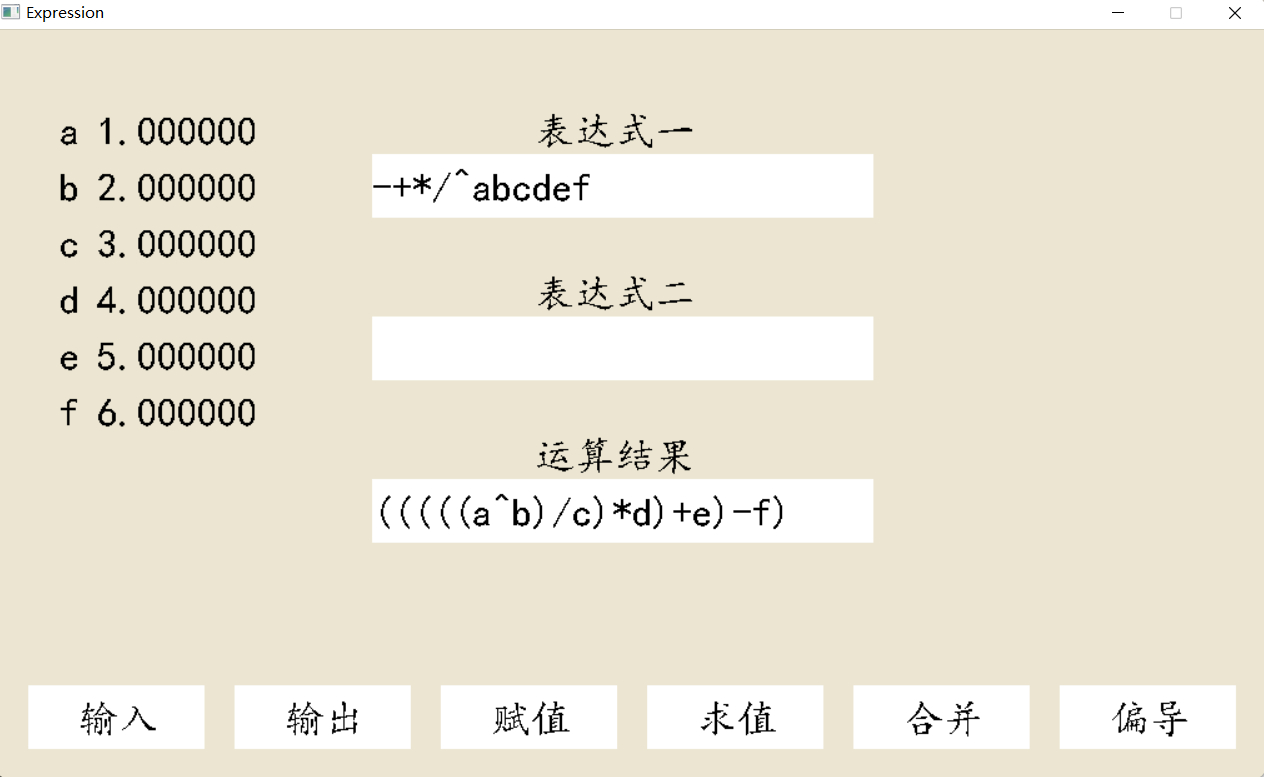 Expression
a 1.000000
b 2.000000
c 3.000000
d 4.000000
e 5.000000
f 6.000000
表达式一
-+*/^abcdef
表达式二
运算结果
(((((a^b)/c)*d)+e)-f)
输入 输出 赋值 求值 合并 偏导